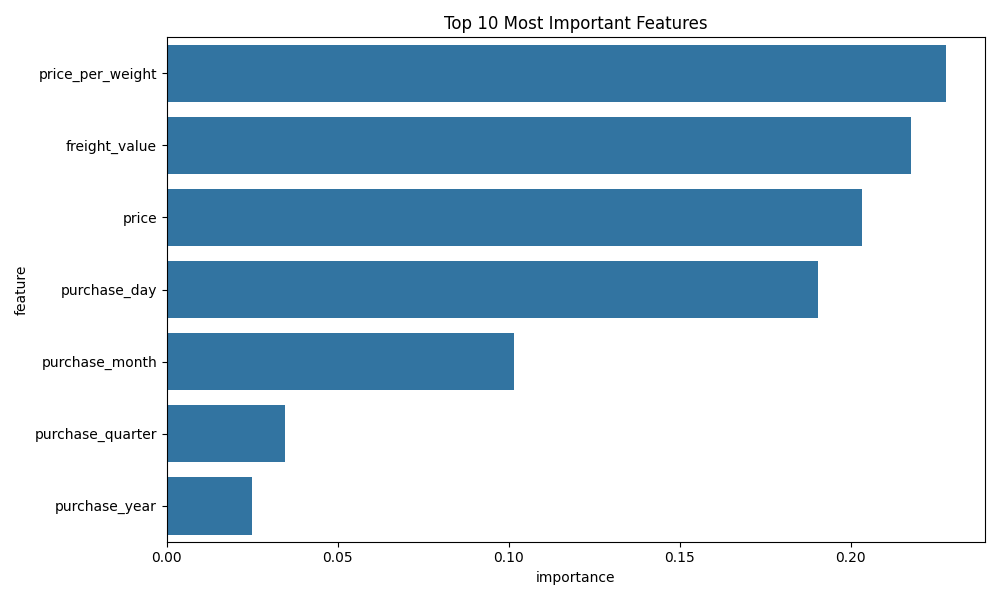 Top 10 Most Important Features
price_per_weight
freight_value
price
purchase_day
purchase_month
purchase_quarter
purchase_year
feature
0.00 0.05 0.10 0.15 0.20
importance